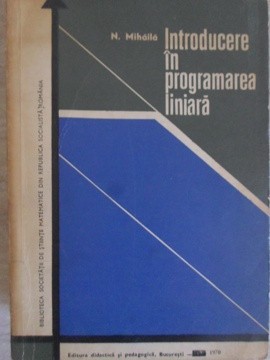 N. Mihăilă
Introducere
în
programarea
liniară
BIBLIOTECA SOCIETĂȚII DE ȘTIINȚE MATEMATICE DIN REPUBLICA SOCIALISTĂ ROMÂNIA
Editura didactică și pedagogică, București — 1970